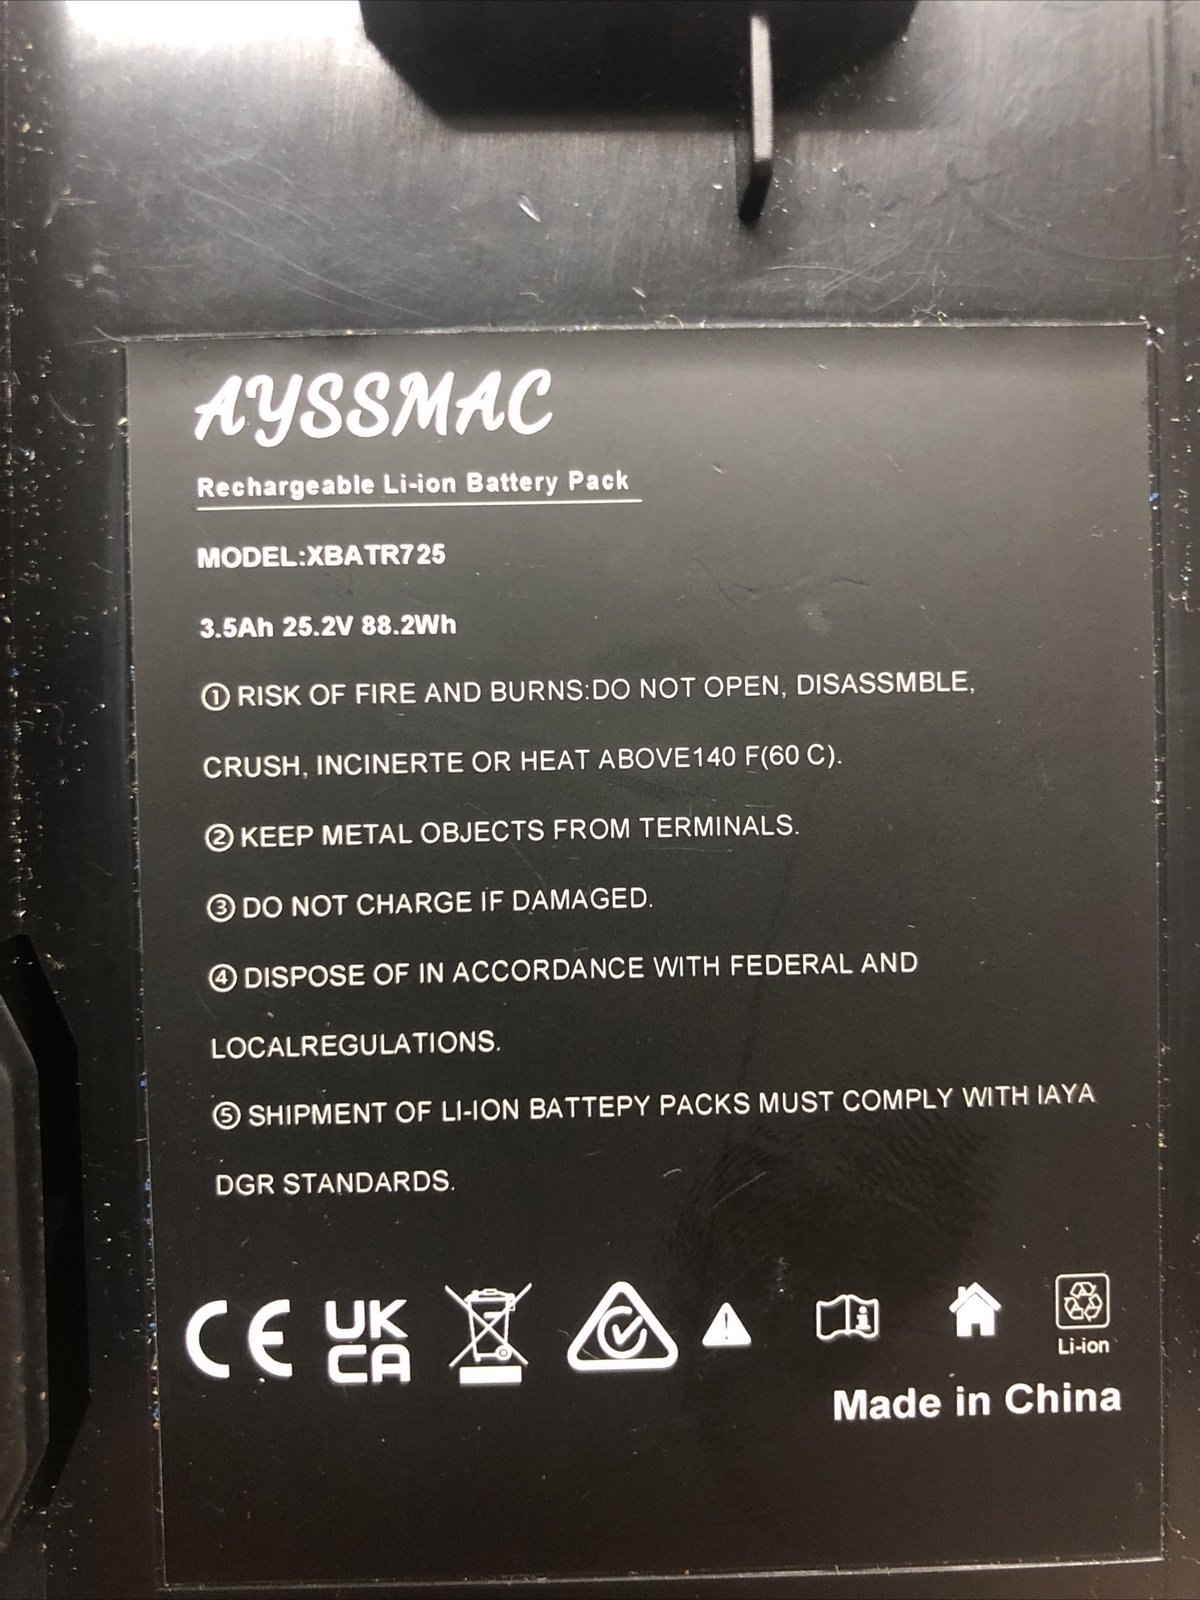 AYSSMAC
Rechargeable Li-ion Battery Pack
MODEL:XBATR725
3.5Ah 25.2V 88.2Wh
① RISK OF FIRE AND BURNS:DO NOT OPEN, DISASSMBLE,
CRUSH, INCINERTE OR HEAT ABOVE140 F(60 C).
② KEEP METAL OBJECTS FROM TERMINALS.
③ DO NOT CHARGE IF DAMAGED.
④ DISPOSE OF IN ACCORDANCE WITH FEDERAL AND
LOCALREGULATIONS.
⑤ SHIPMENT OF LI-ION BATTEPY PACKS MUST COMPLY WITH IAYA
DGR STANDARDS.
CE UK
CA
Li-ion
Made in China